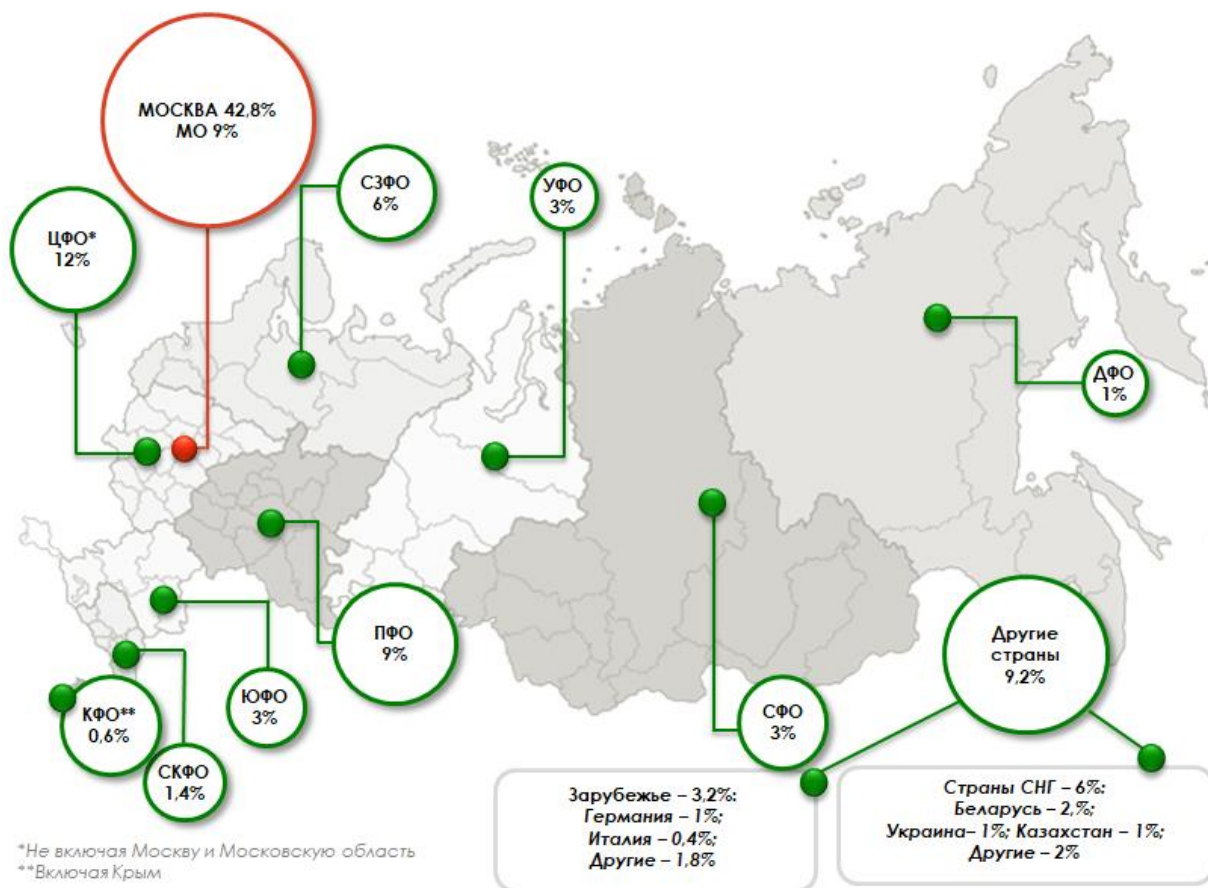 МОСКВА 42,8%
МО 9%
СЗФО
6%
УФО
3%
ЦФО*
12%
ДФО
1%
ПФО
9%
Другие
страны
9,2%
ЮФО
3%
КФО**
0,6%
СФО
3%
СКФО
1,4%
Зарубежье – 3,2%:
Германия – 1%;
Италия – 0,4%;
Другие – 1,8%
Страны СНГ – 6%:
Беларусь – 2,%;
Украина– 1%; Казахстан – 1%;
Другие – 2%
*Не включая Москву и Московскую область
**Включая Крым